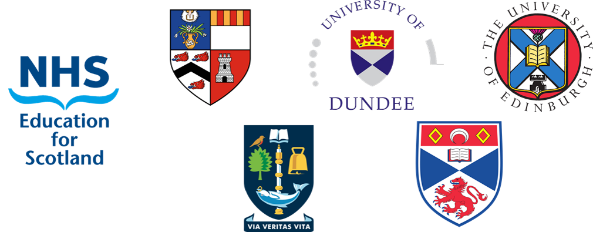 NHS
Education
for
Scotland
UNIVERSITY OF
DUNDEE
· THE UNIVERSITY ·
OF EDINBURGH
VIA VERITAS VITA